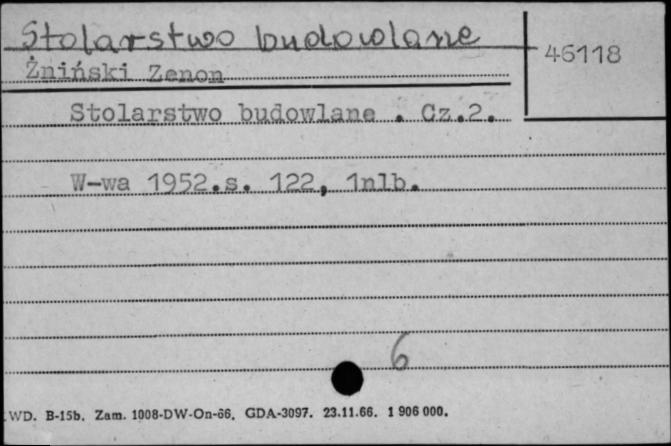 Stolarstwo budowlane
46118
Żniński Zenon
Stolarstwo budowlane . Cz.2.
W-wa 1952.s. 122, 1nlb.
6
WD. B-15b. Zam. 1008-DW-On-66. GDA-3097. 23.11.66. 1 906 000.